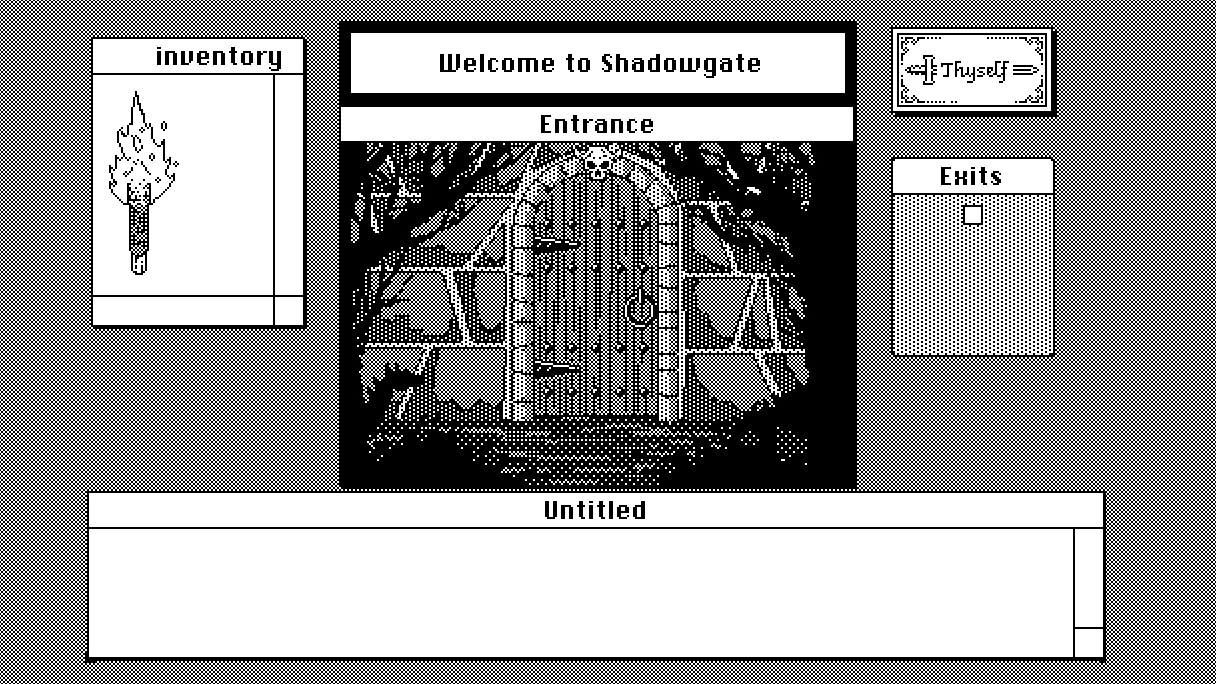 inventory
Welcome to Shadowgate
Thyself
Entrance
Exits
Untitled